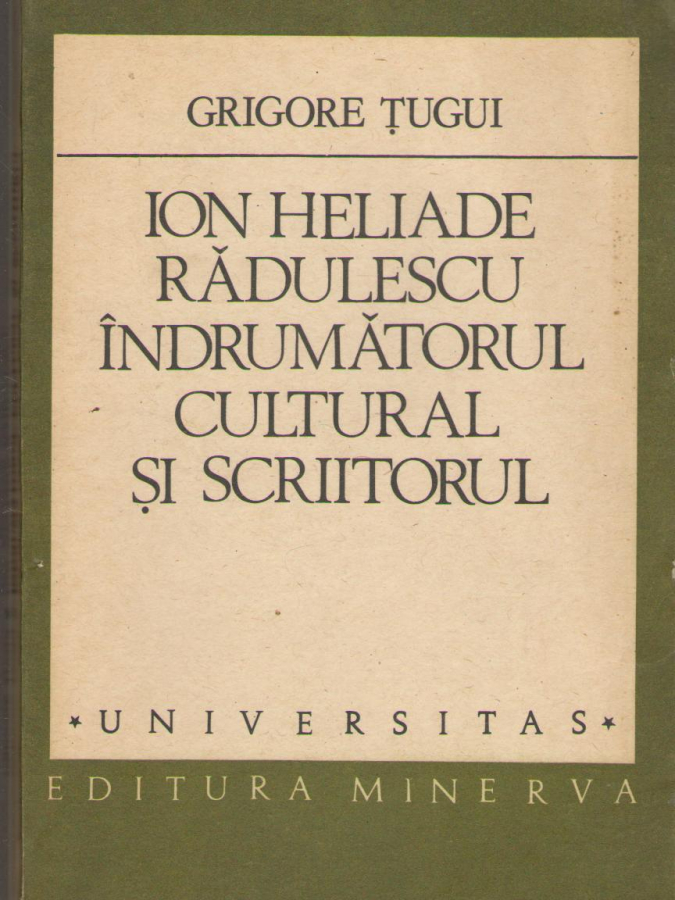 GRIGORE ȚUGUI
ION HELIADE
RĂDULESCU
ÎNDRUMĂTORUL
CULTURAL
ȘI SCRIITORUL
* UNIVERSITAS *
EDITURA MINERVA